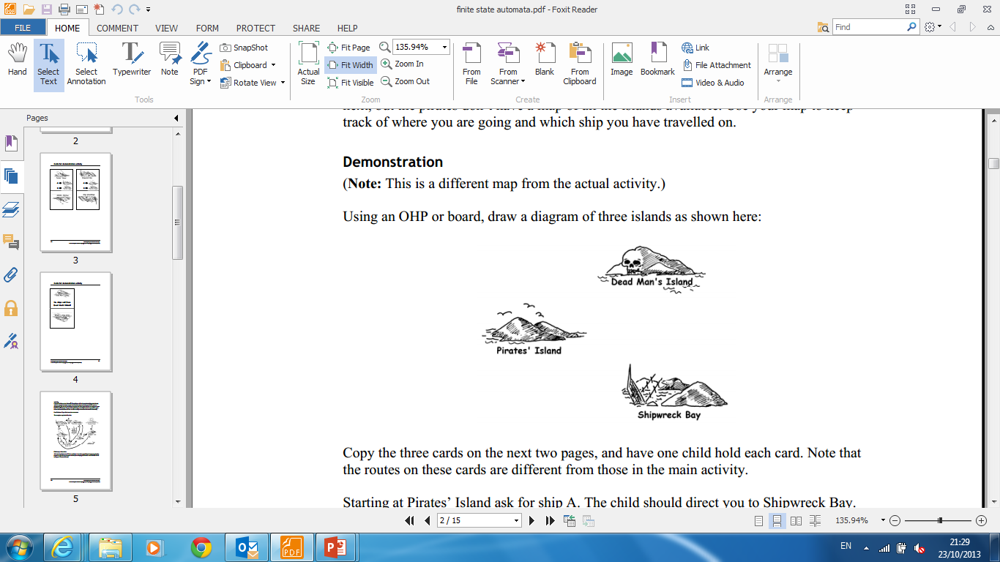 finite state automata.pdf - Foxit Reader
FILE HOME COMMENT VIEW FORM PROTECT SHARE HELP
Find
Hand
Select Text
Select Annotation
Typewriter
Note
PDF Sign
SnapShot
Clipboard
Rotate View
Tools
Actual Size
Fit Page
Fit Width
Fit Visible
135.94%
Zoom In
Zoom Out
Zoom
From File
From Scanner
Blank
From Clipboard
Create
Image
Bookmark
Link
File Attachment
Video & Audio
Insert
Arrange
Arrange
Pages
2
3
4
5
track of where you are going and which ship you have travelled on.
Demonstration
(Note: This is a different map from the actual activity.)
Using an OHP or board, draw a diagram of three islands as shown here:
Dead Man's Island
Pirates' Island
Shipwreck Bay
Copy the three cards on the next two pages, and have one child hold each card. Note that
the routes on these cards are different from those in the main activity.
Starting at Pirates’ Island ask for ship A. The child should direct you to Shipwreck Bay.
2 / 15
135.94%
EN
21:29
23/10/2013